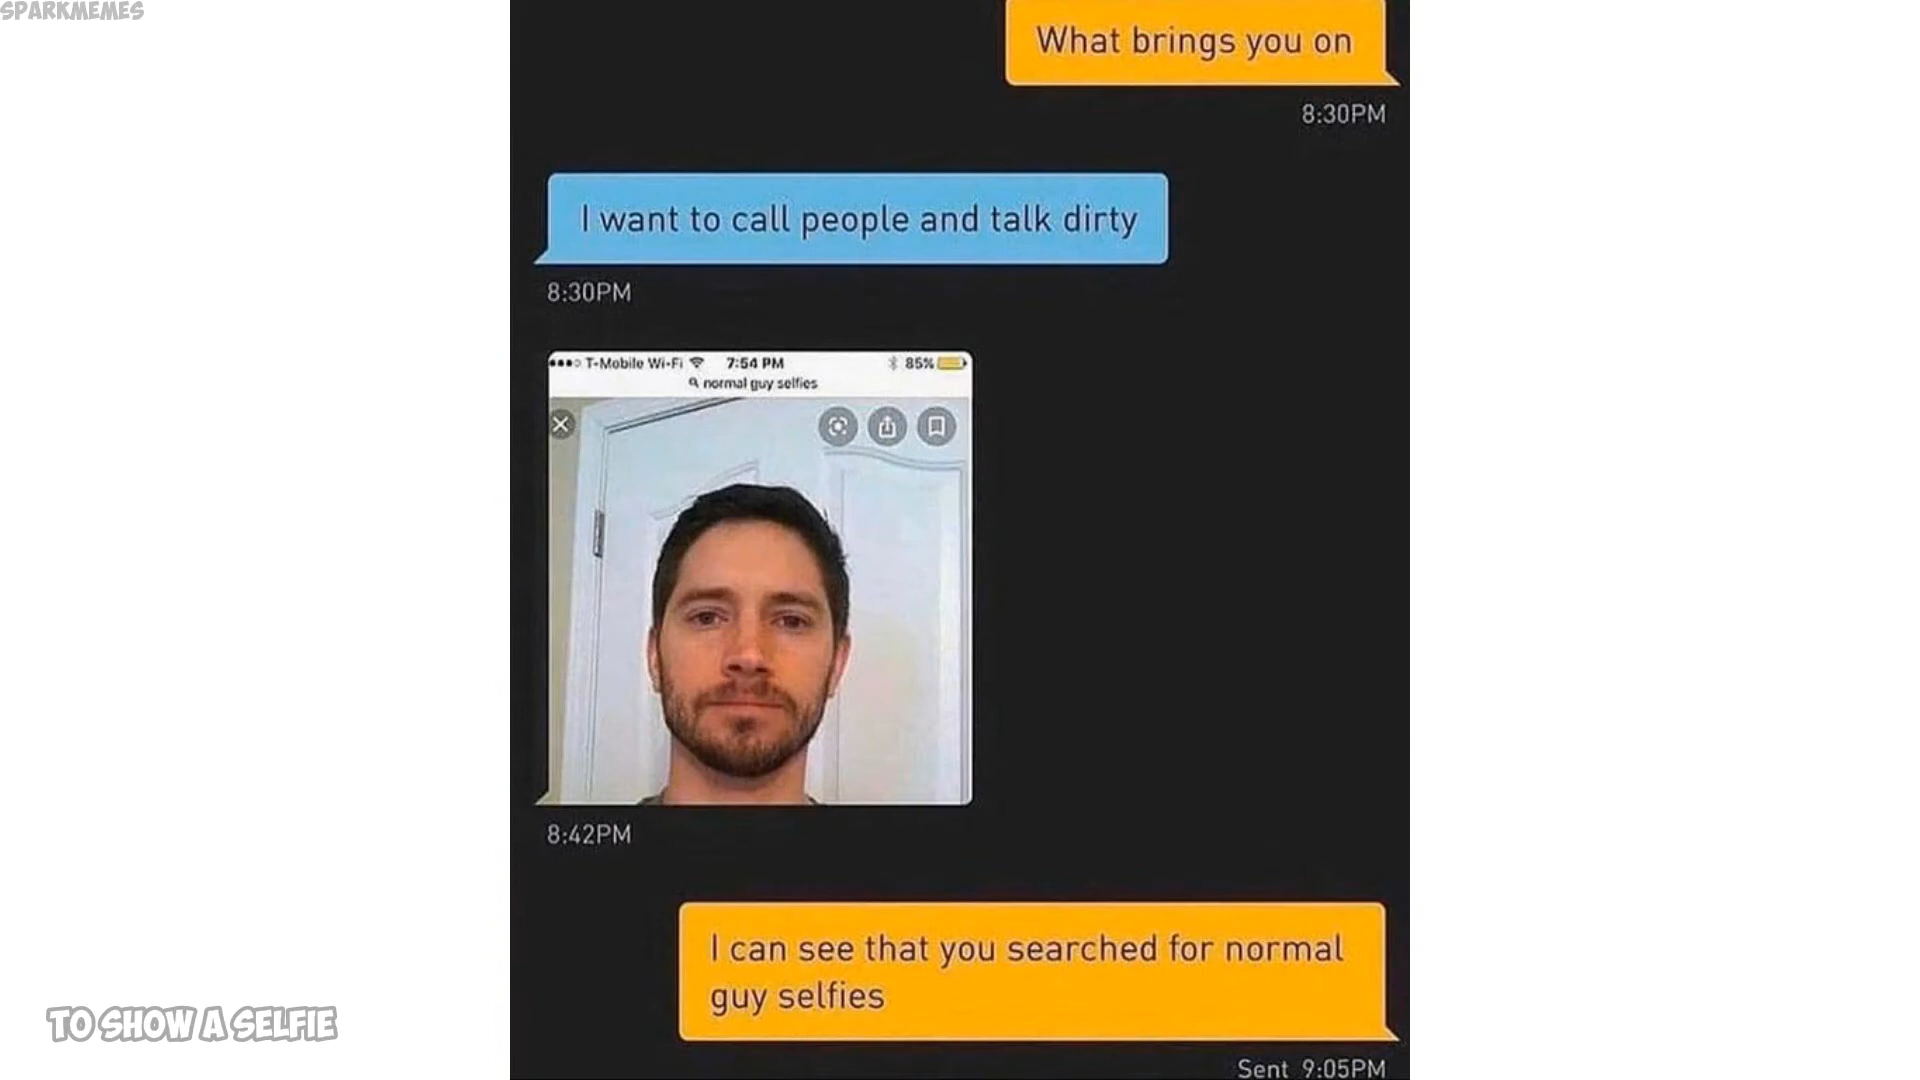 SPARKMEMES
What brings you on
8:30PM
I want to call people and talk dirty
8:30PM
T-Mobile Wi-Fi 7:54 PM 85%
normal guy selfies
8:42PM
I can see that you searched for normal
guy selfies
Sent 9:05PM
TO SHOW A SELFIE